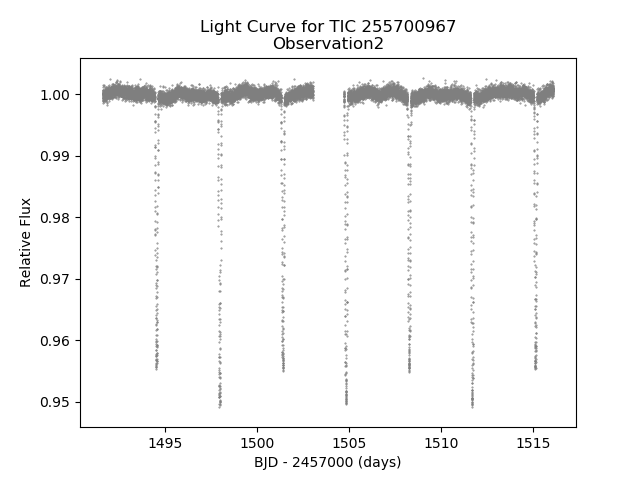 Light Curve for TIC 255700967
Observation2
1.00
0.99
0.98
0.97
0.96
0.95
Relative Flux
1495
1500
1505
1510
1515
BJD - 2457000 (days)